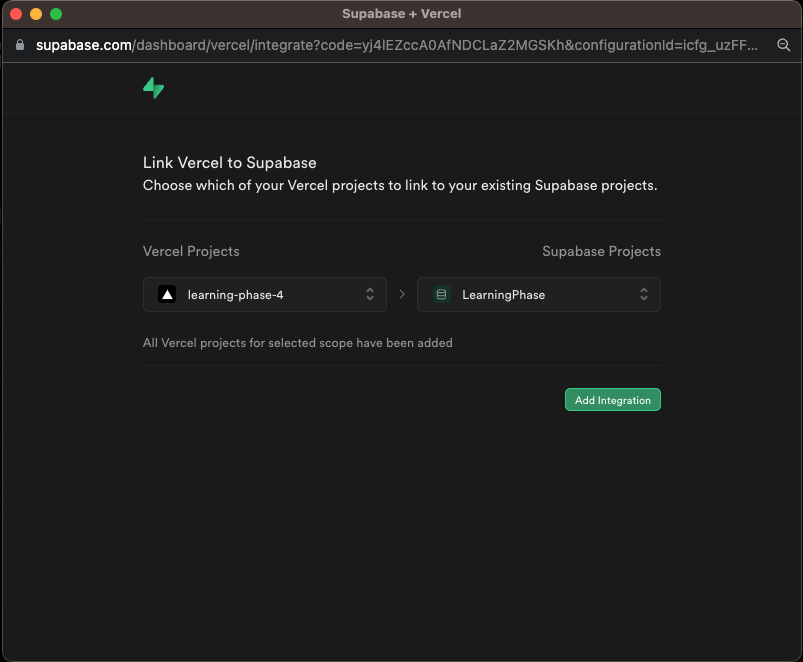 Supabase + Vercel
supabase.com/dashboard/vercel/integrate?code=yj4lEZccA0AfNDCLaZ2MGSKh&configurationId=icfg_uzFF...
Link Vercel to Supabase
Choose which of your Vercel projects to link to your existing Supabase projects.
Vercel Projects
Supabase Projects
learning-phase-4
LearningPhase
All Vercel projects for selected scope have been added
Add Integration